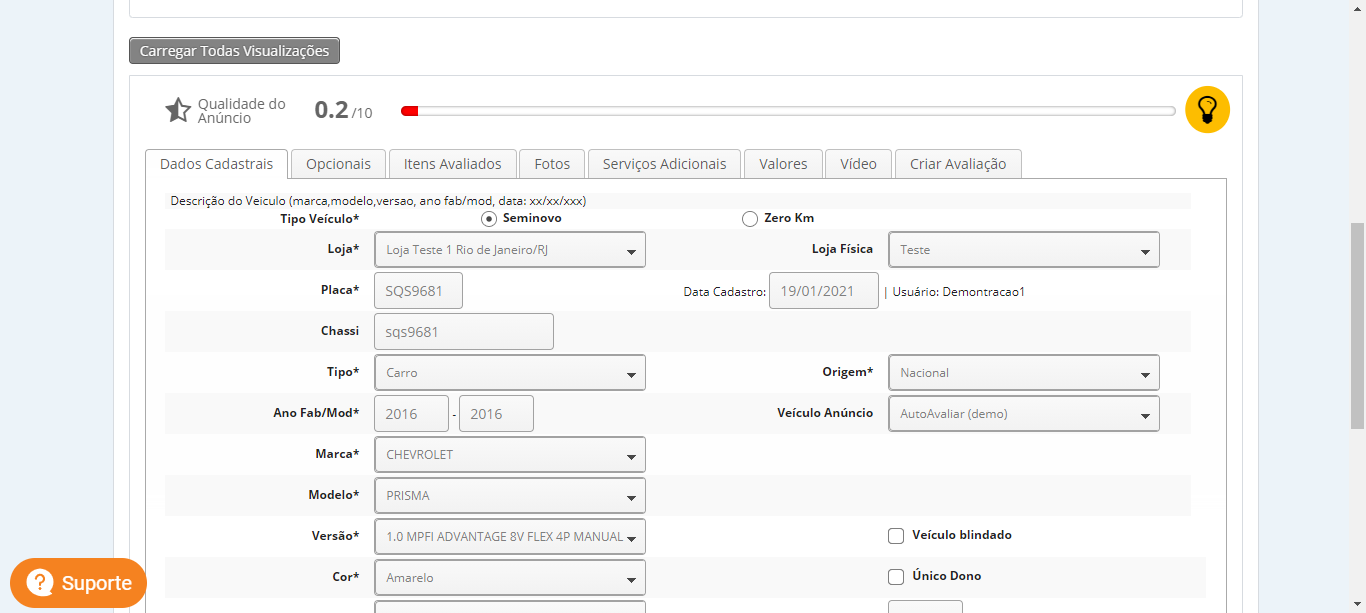 Carregar Todas Visualizações
Qualidade do
Anúncio
0.2 /10
Dados Cadastrais Opcionais Itens Avaliados Fotos Serviços Adicionais Valores Vídeo Criar Avaliação
Descrição do Veiculo (marca,modelo,versao, ano fab/mod, data: xx/xx/xxx)
Tipo Veículo* Seminovo Zero Km
Loja* Loja Teste 1 Rio de Janeiro/RJ Loja Física Teste
Placa* SQS9681 Data Cadastro: 19/01/2021 | Usuário: Demontracao1
Chassi sqs9681
Tipo* Carro Origem* Nacional
Ano Fab/Mod* 2016 - 2016 Veículo Anúncio AutoAvaliar (demo)
Marca* CHEVROLET
Modelo* PRISMA
Versão* 1.0 MPFI ADVANTAGE 8V FLEX 4P MANUAL Veículo blindado
Cor* Amarelo Único Dono
? Suporte